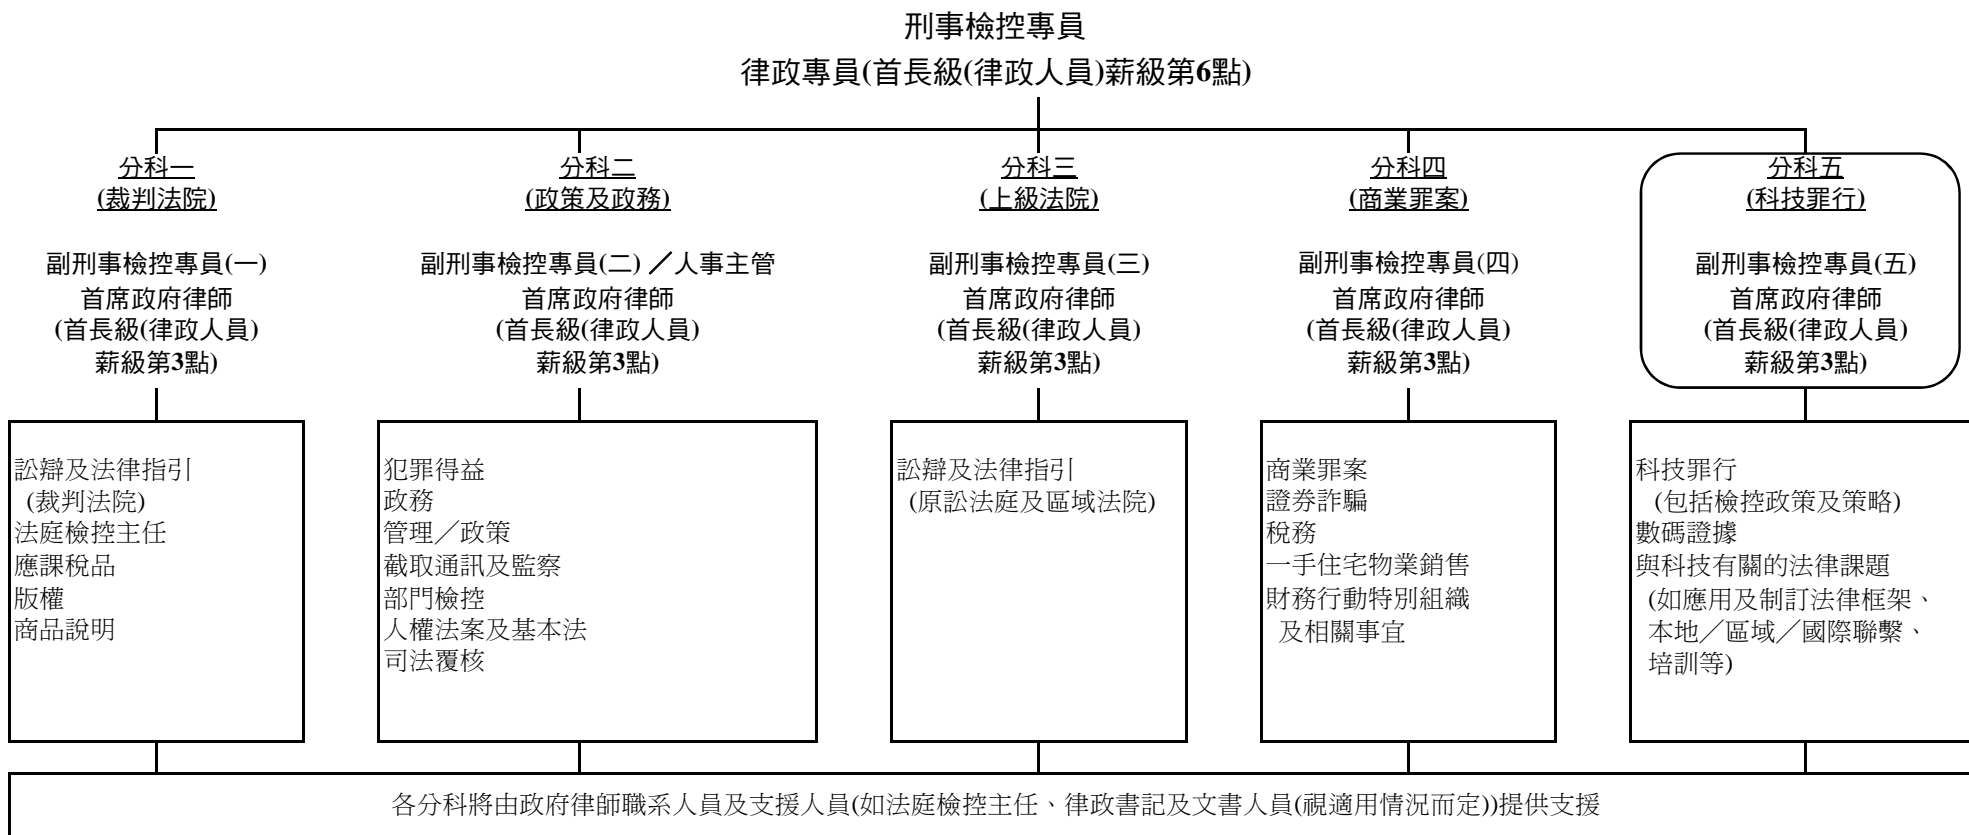 刑事檢控專員
律政專員(首長級(律政人員)薪級第6點)
分科一
(裁判法院)
副刑事檢控專員(一)
首席政府律師
(首長級(律政人員)
薪級第3點)
分科二
(政策及政務)
副刑事檢控專員(二)／人事主管
首席政府律師
(首長級(律政人員)
薪級第3點)
分科三
(上級法院)
副刑事檢控專員(三)
首席政府律師
(首長級(律政人員)
薪級第3點)
分科四
(商業罪案)
副刑事檢控專員(四)
首席政府律師
(首長級(律政人員)
薪級第3點)
分科五
(科技罪行)
副刑事檢控專員(五)
首席政府律師
(首長級(律政人員)
薪級第3點)
訟辯及法律指引
(裁判法院)
法庭檢控主任
應課稅品
版權
商品說明
犯罪得益
政務
管理／政策
截取通訊及監察
部門檢控
人權法案及基本法
司法覆核
訟辯及法律指引
(原訟法庭及區域法院)
商業罪案
證券詐騙
稅務
一手住宅物業銷售
財務行動特別組織
及相關事宜
科技罪行
(包括檢控政策及策略)
數碼證據
與科技有關的法律課題
(如應用及制訂法律框架、
本地／區域／國際聯繫、
培訓等)
各分科將由政府律師職系人員及支援人員(如法庭檢控主任、律政書記及文書人員(視適用情況而定))提供支援